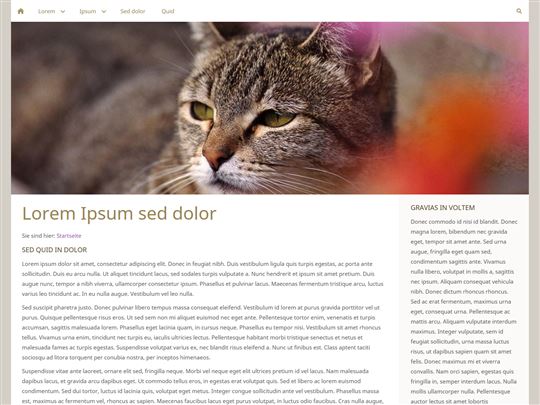 Lorem Ipsum Sed dolor Quid
Lorem Ipsum sed dolor
Sie sind hier: Startseite
SED QUID IN DOLOR
Lorem ipsum dolor sit amet, consectetur adipiscing elit. Donec in feugiat nibh. Duis vestibulum ligula quis turpis egestas, ac porta ante
sollicitudin. Duis eu arcu nulla. Ut aliquet tincidunt lacus, sed sodales turpis vulputate a. Nunc hendrerit et ipsum sit amet pretium. Duis
augue nunc, tempor a nibh viverra, ullamcorper consectetur ipsum. Phasellus et pulvinar lacus. Maecenas fermentum tristique arcu, luctus
varius leo tincidunt ac. In eu nulla augue. Vestibulum vel leo nulla.
Sed suscipit pharetra justo. Donec pulvinar libero tempus massa consequat eleifend. Vestibulum id lorem at purus gravida porttitor vel ut
purus. Quisque pellentesque risus eros. Ut sed sem non mi aliquet euismod nec eget ante. Pellentesque tortor enim, venenatis et turpis
accumsan, sagittis malesuada lorem. Phasellus eget lacinia quam, in cursus neque. Phasellus eu tempor nisi. Vestibulum sit amet rhoncus
tellus. Vivamus urna enim, tincidunt nec turpis eu, iaculis ultricies lectus. Pellentesque habitant morbi tristique senectus et netus et
malesuada fames ac turpis egestas. Suspendisse volutpat varius ex, nec blandit risus eleifend a. Nunc ut finibus est. Class aptent taciti
sociosqu ad litora torquent per conubia nostra, per inceptos himenaeos.
Suspendisse vitae ante laoreet, ornare elit sed, fringilla neque. Morbi vel neque eget elit ultrices pretium id vel lacus. Nam malesuada
dapibus lacus, et gravida arcu dapibus eget. Ut commodo tellus eros, in egestas erat volutpat quis. Sed et libero ac lorem euismod
condimentum. Sed dui tortor, luctus id lacinia quis, volutpat eget metus. Integer congue sollicitudin ante vel vestibulum. Phasellus massa
est, maximus ac fermentum vel, rhoncus ac sapien. Maecenas faucibus lacus eget purus volutpat, in luctus odio faucibus. Cras nulla augue,
GRAVIAS IN VOLTEM
Donec commodo id nisi id blandit. Donec
magna lorem, bibendum nec gravida
eget, tempor sit amet ante. Sed urna
augue, fringilla eget quam sed,
condimentum sagittis ante. Vivamus
nulla libero, volutpat in mollis a, sagittis
nec ipsum. Aliquam consequat vehicula
nibh. Donec dictum rhoncus rhoncus.
Sed ac erat fermentum, maximus urna
eget, consequat urna. Pellentesque ac
mattis arcu. Aliquam vulputate interdum
maximus. Integer vulputate, sem id
feugiat sollicitudin, urna massa luctus
risus, ut dapibus sapien quam sit amet
felis. Donec maximus mi et viverra
convallis. Nam orci sapien, egestas quis
fringilla in, semper interdum lacus. Nulla
mollis ullamcorper nulla. Donec
vestibulum est sit amet tempus
auctor lectus sit amet lobortis